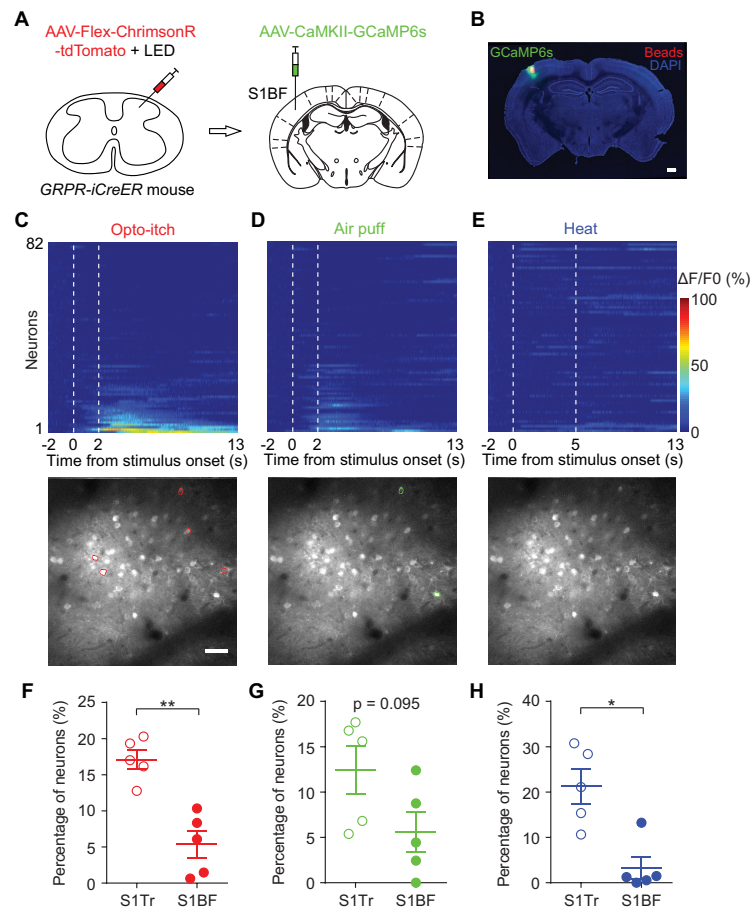 A
AAV-Flex-ChrimsonR
-tdTomato + LED
GRPR-iCreER mouse
AAV-CaMKII-GCaMP6s
S1BF
B
GCaMP6s
Beads
DAPI
C
Opto-itch
82
Neurons
1
-2 0 2 13
Time from stimulus onset (s)
D
Air puff
-2 0 2 13
Time from stimulus onset (s)
E
Heat
-2 0 5 13
Time from stimulus onset (s)
ΔF/F0 (%)
100
50
0
F
Percentage of neurons (%)
25
20
15
10
5
0
**
S1Tr S1BF
G
Percentage of neurons (%)
20
15
10
5
0
p = 0.095
S1Tr S1BF
H
Percentage of neurons (%)
40
30
20
10
0
*
S1Tr S1BF